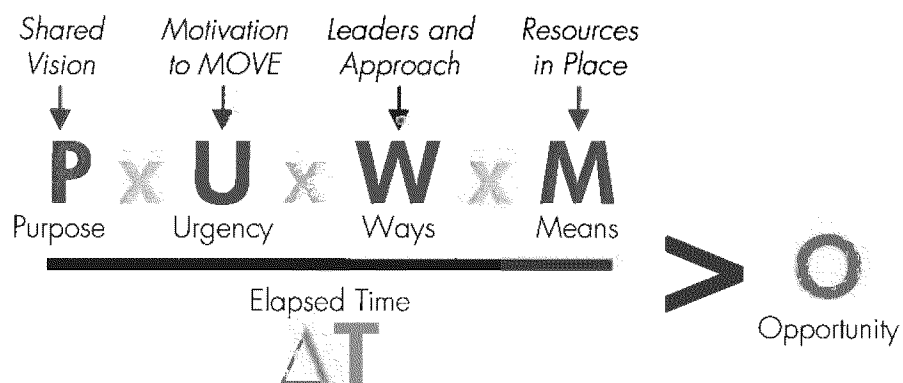 Shared Motivation Leaders and Resources
Vision to MOVE Approach in Place
P x U x W x M
Purpose Urgency Ways Means
> O
Elapsed Time
Opportunity
ΔT